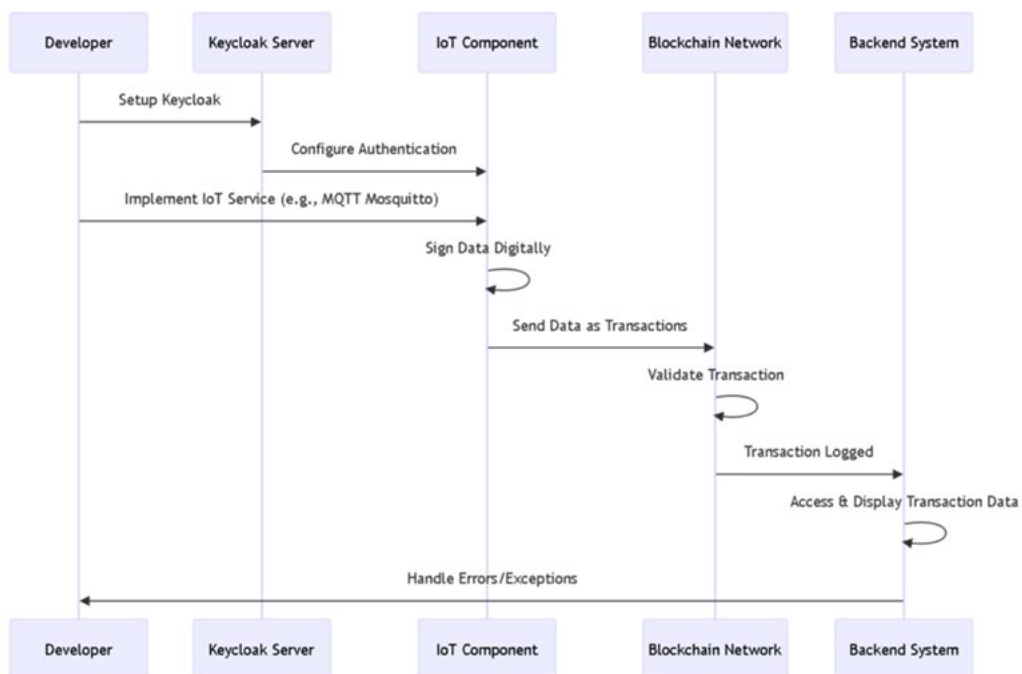 Developer
Keycloak Server
IoT Component
Blockchain Network
Backend System
Setup Keycloak
Configure Authentication
Implement IoT Service (e.g., MQTT Mosquitto)
Sign Data Digitally
Send Data as Transactions
Validate Transaction
Transaction Logged
Access & Display Transaction Data
Handle Errors/Exceptions
Developer
Keycloak Server
IoT Component
Blockchain Network
Backend System